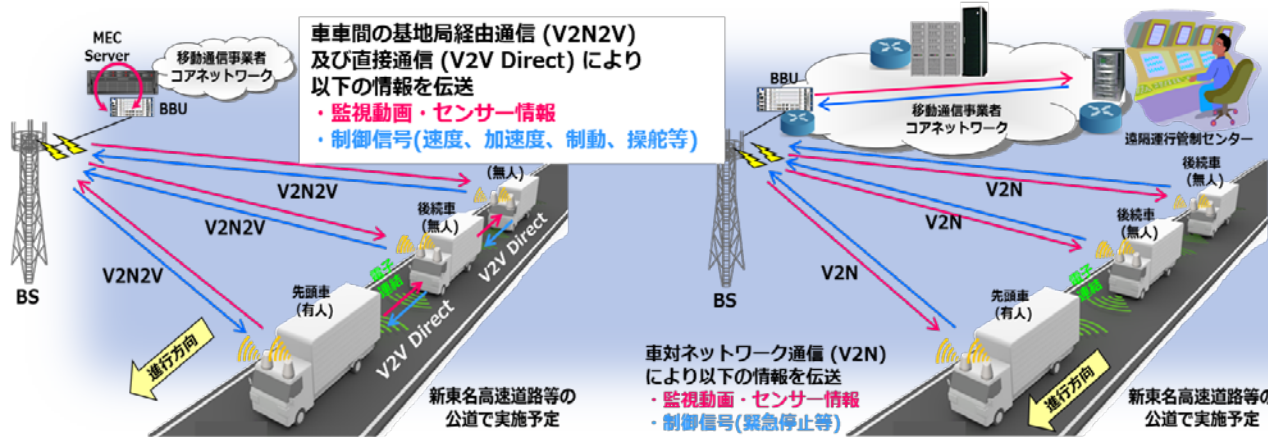 MEC
Server
移動通信事業者
コアネットワーク
BBU
BS
車車間の基地局経由通信 (V2N2V)
及び直接通信 (V2V Direct) により
以下の情報を伝送
・監視動画・センサー情報
・制御信号(速度、加速度、制動、操舵等)
V2N2V
V2N2V
V2N2V
(無人)
後続車
(無人)
V2V Direct
電子
連結
V2V Direct
先頭車
(有人)
進行方向
新東名高速道路等の
公道で実施予定
BBU
移動通信事業者
コアネットワーク
遠隔運行管制センター
BS
V2N
V2N
V2N
後続車
(無人)
後続車
(無人)
電子
連結
先頭車
(有人)
車対ネットワーク通信 (V2N)
により以下の情報を伝送
・監視動画・センサー情報
・制御信号(緊急停止等)
進行方向
新東名高速道路等の
公道で実施予定